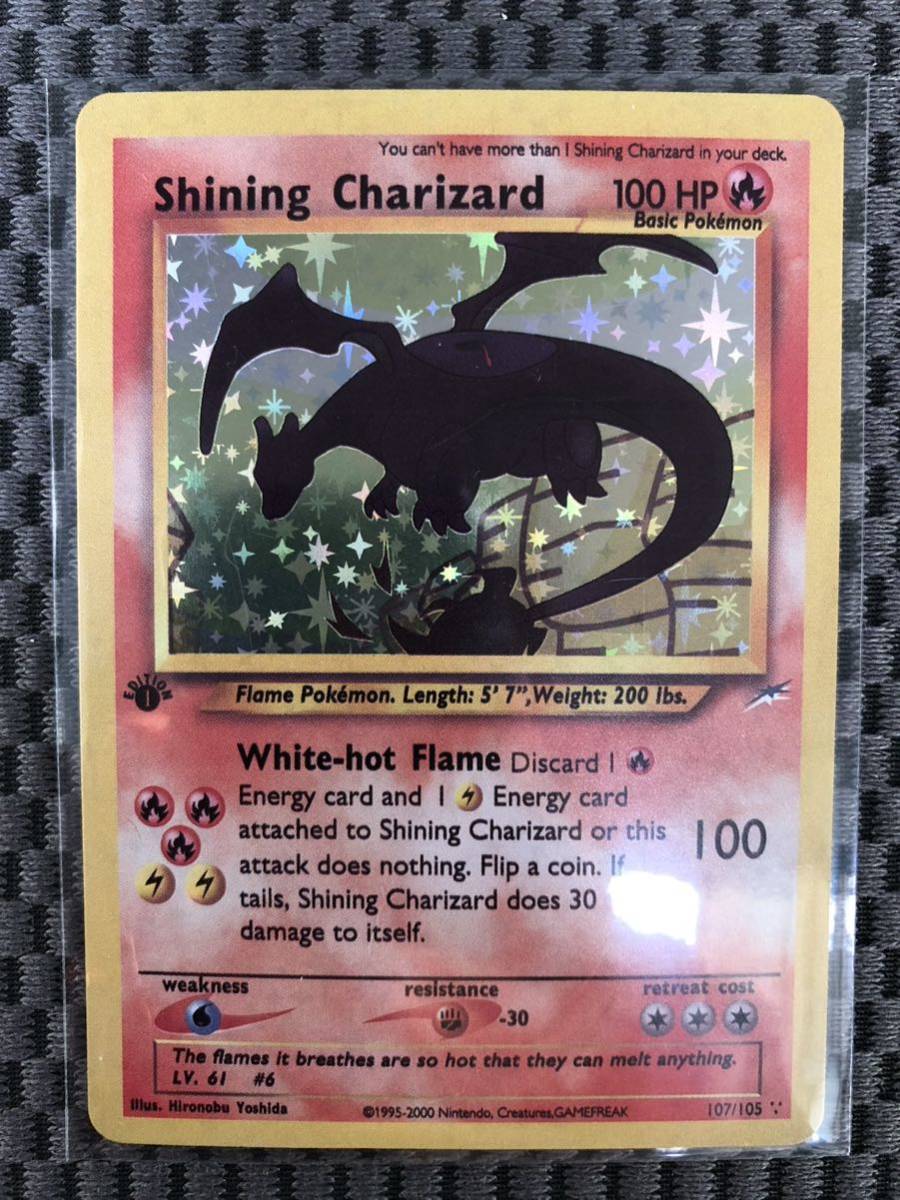 You can't have more than 1 Shining Charizard in your deck.
Shining Charizard 100 HP
Basic Pokémon
EDITION
1
Flame Pokémon. Length: 5' 7",Weight: 200 lbs.
White-hot Flame Discard 1
Energy card and 1 Energy card
attached to Shining Charizard or this
attack does nothing. Flip a coin. If
tails, Shining Charizard does 30
damage to itself.
100
weakness resistance retreat cost
-30
The flames it breathes are so hot that they can melt anything.
LV. 61 #6
Illus. Hironobu Yoshida ©1995-2000 Nintendo, Creatures,GAMEFREAK 107/105